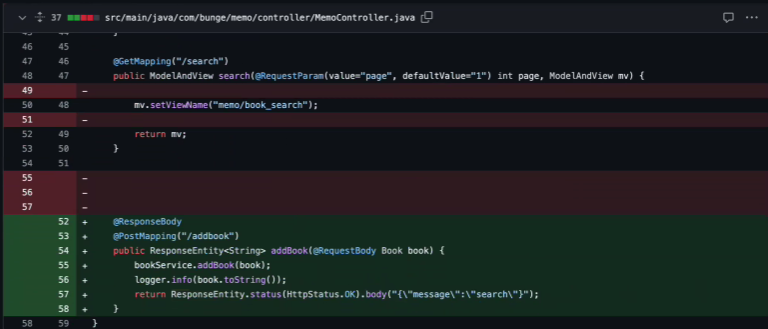 37 src/main/java/com/bunge/memo/controller/MemoController.java
45 44 }
46 45
47 46 @GetMapping("/search")
48 47 public ModelAndView search(@RequestParam(value="page", defaultValue="1") int page, ModelAndView mv) {
49 -
50 48 mv.setViewName("memo/book_search");
51 -
52 49 return mv;
53 50 }
54 51
55 -
56 -
57 -
52 + @ResponseBody
53 + @PostMapping("/addbook")
54 + public ResponseEntity<String> addBook(@RequestBody Book book) {
55 + bookService.addBook(book);
56 + logger.info(book.toString());
57 + return ResponseEntity.status(HttpStatus.OK).body("{\"message\":\"search\"}");
58 + }
58 59 }